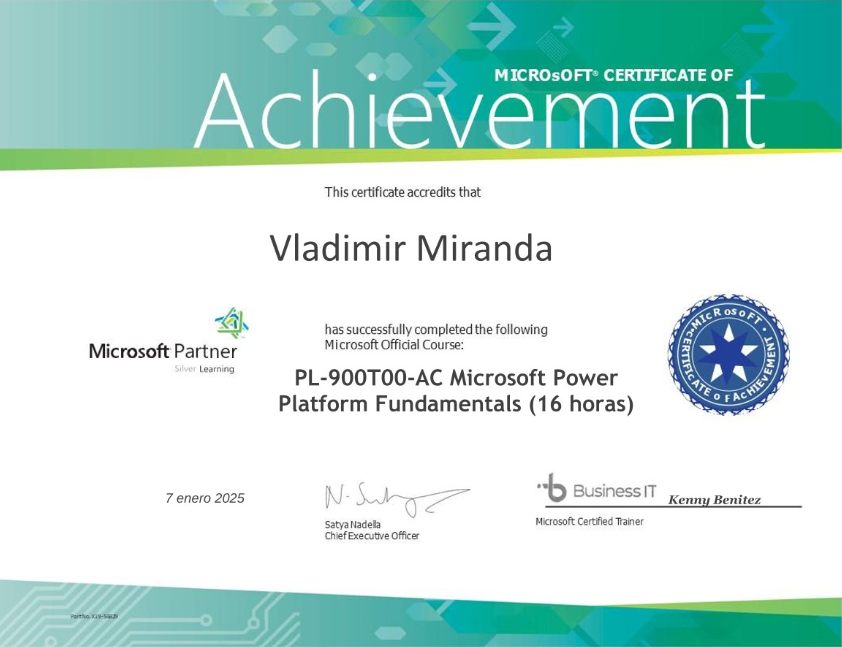 MICROsOFT® CERTIFICATE OF
Achievement
This certificate accredits that
Vladimir Miranda
Microsoft Partner
Silver Learning
has successfully completed the following
Microsoft Official Course:
MICROSOFT • CERTIFICATE OF ACHIEVEMENT •
PL-900T00-AC Microsoft Power
Platform Fundamentals (16 horas)
7 enero 2025
Satya Nadella
Chief Executive Officer
Business IT
Kenny Benitez
Microsoft Certified Trainer